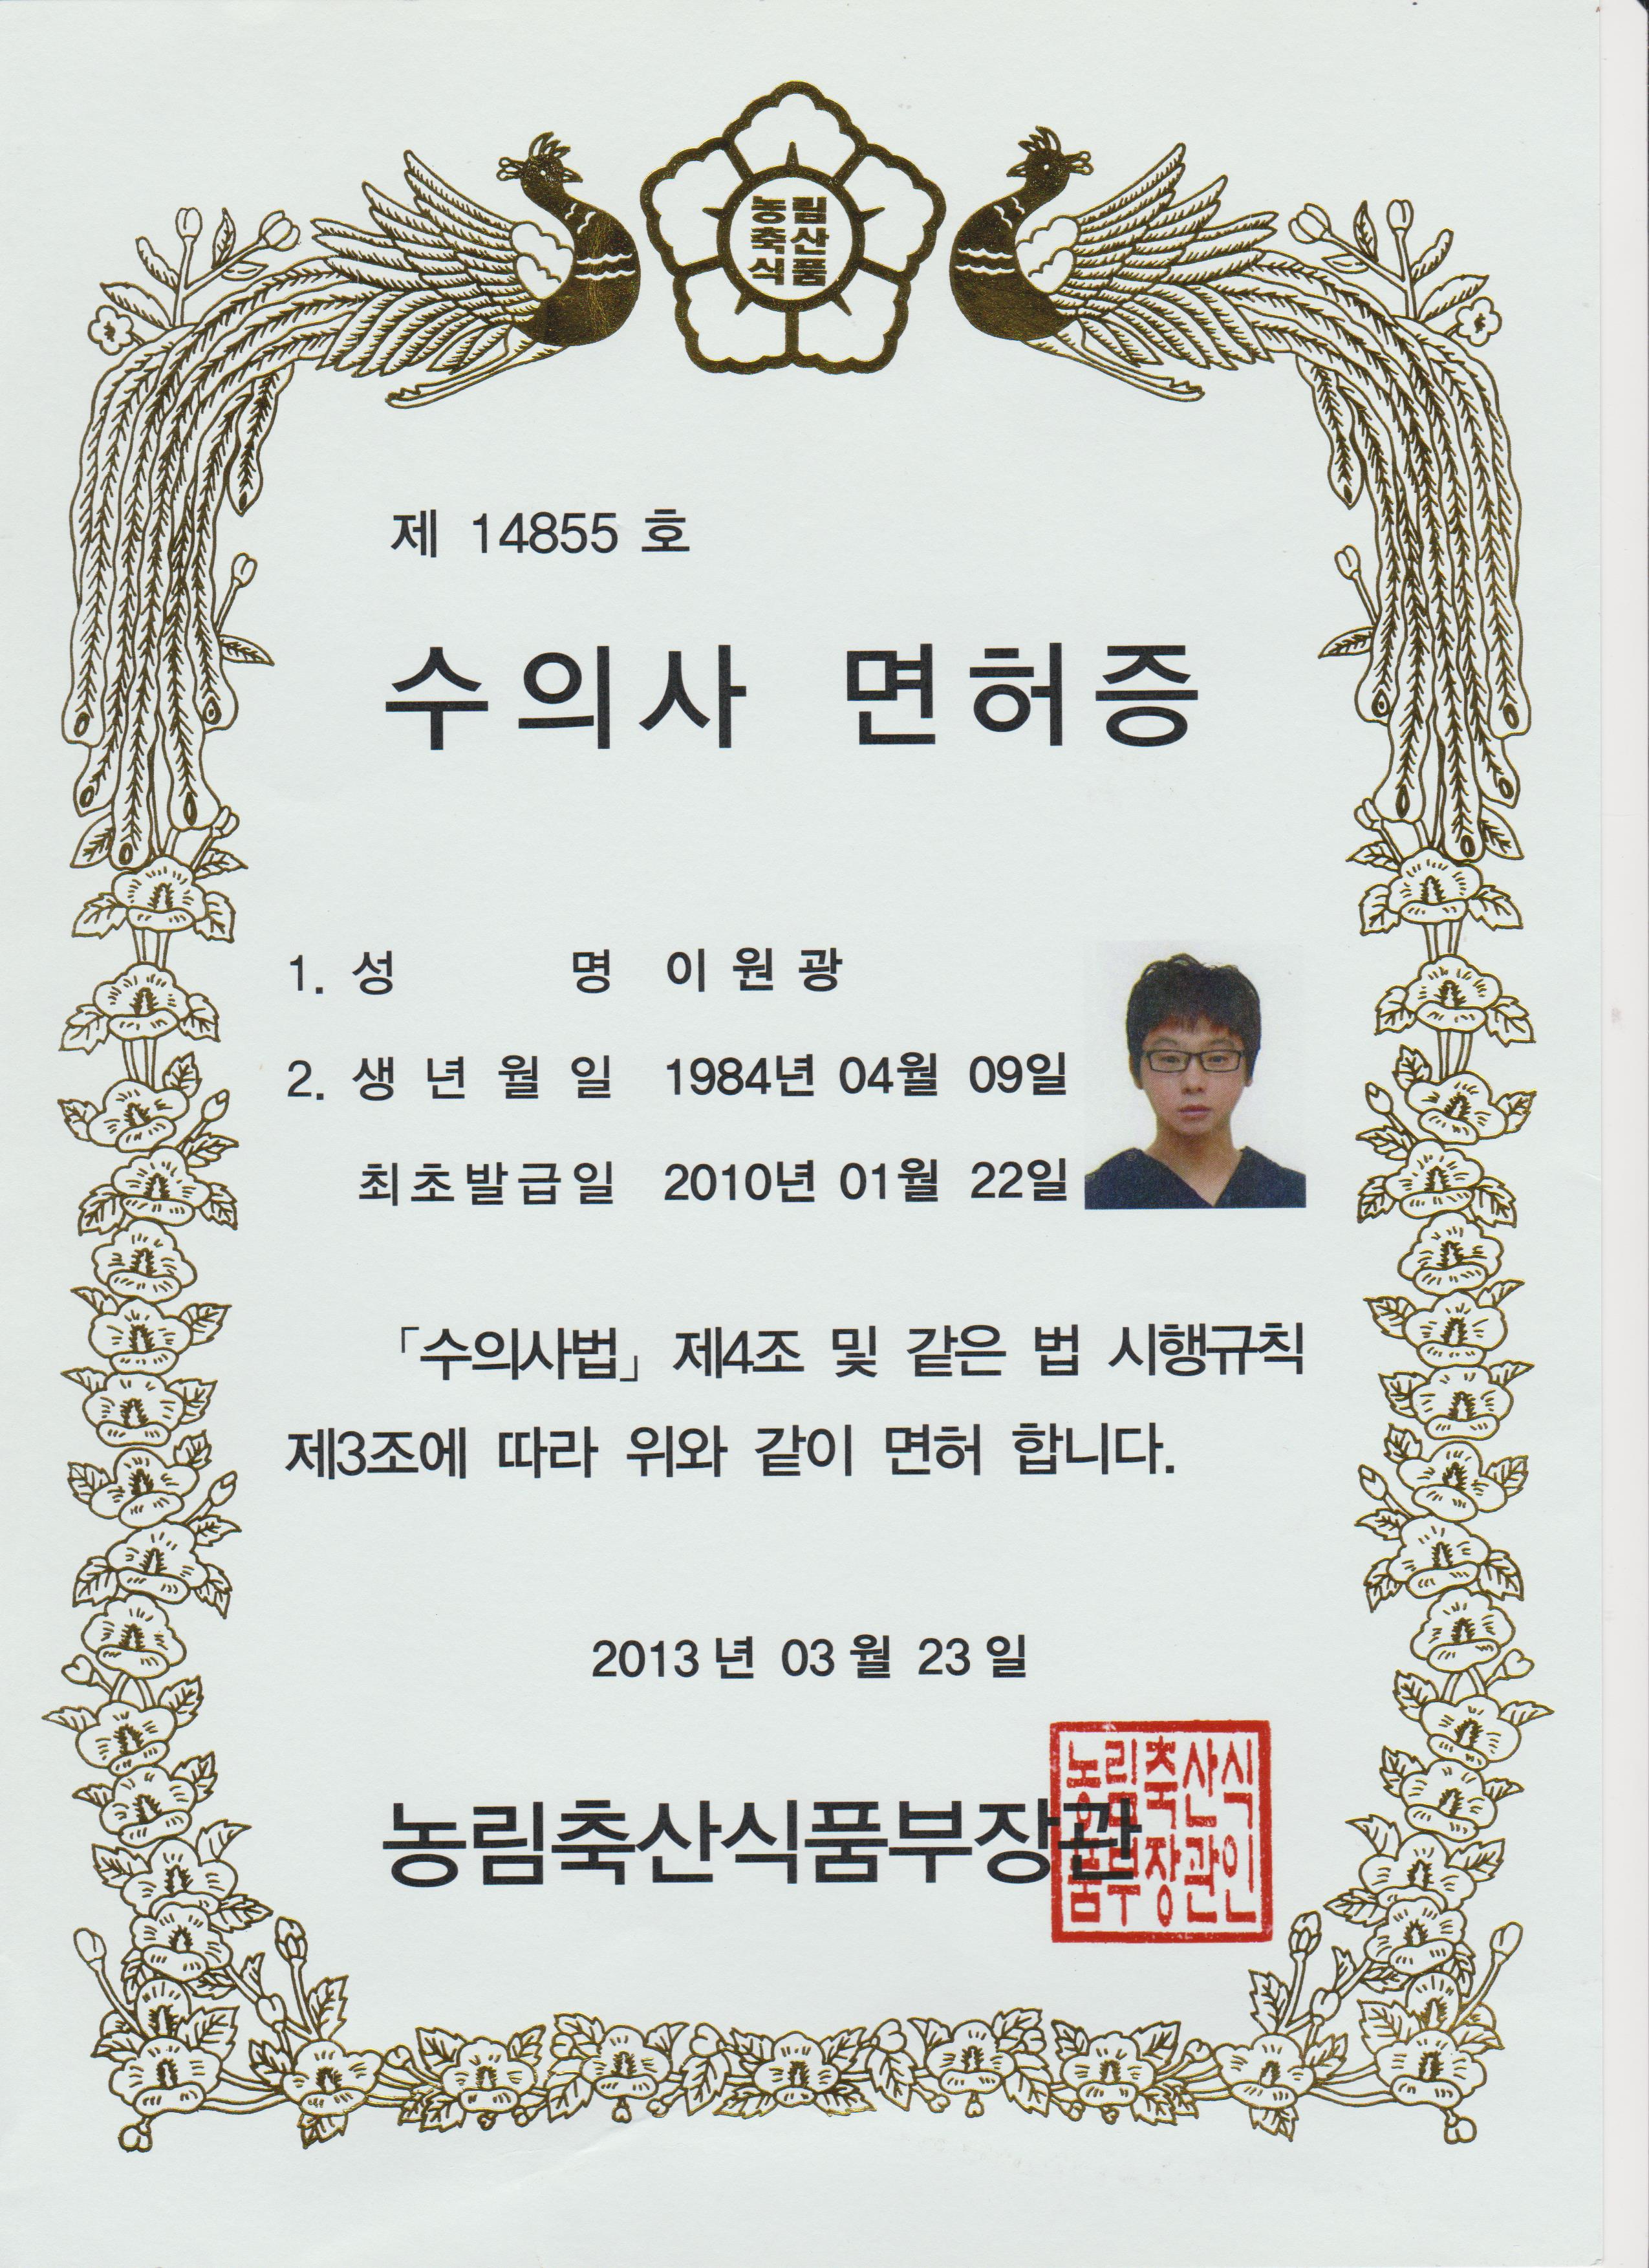 농림
축산
식품
제 14855 호
수의사 면허증
1. 성 명 이 원 광
2. 생 년 월 일 1984년 04월 09일
최초발급일 2010년 01월 22일
「수의사법」 제4조 및 같은 법 시행규칙
제3조에 따라 위와 같이 면허 합니다.
2013 년 03 월 23 일
농림축산식품부장관
농림축산식
품부장관인